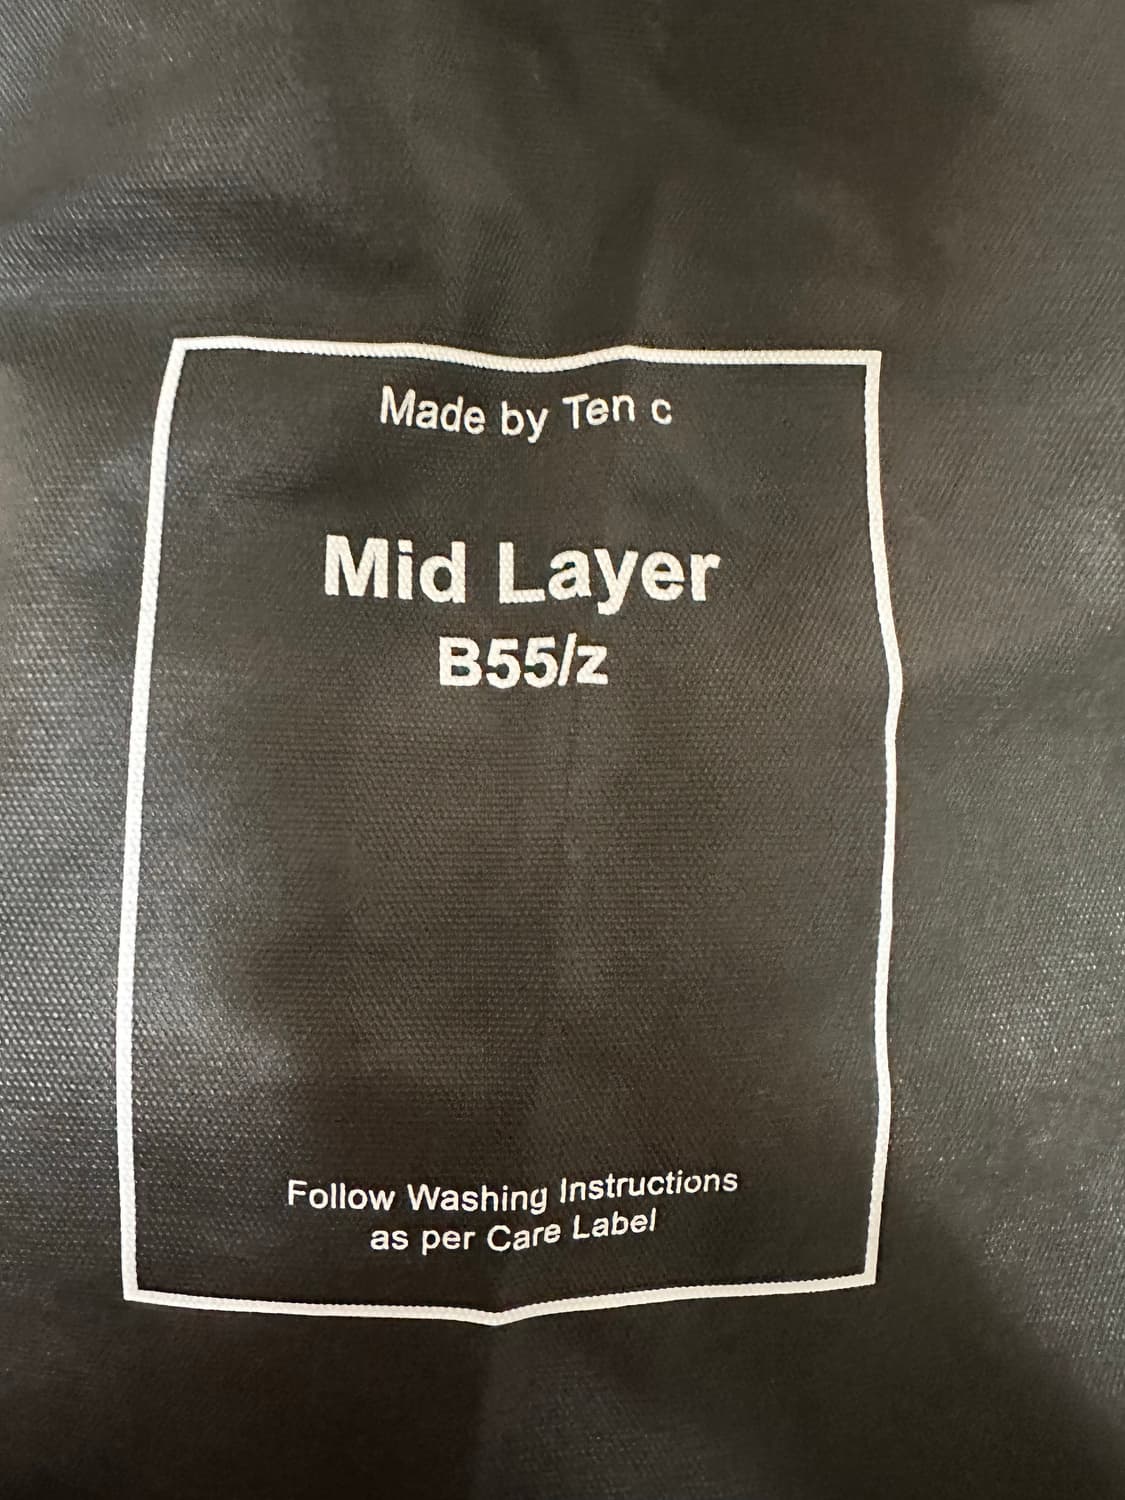 Made by Ten c
Mid Layer
B55/z
Follow Washing Instructions
as per Care Label